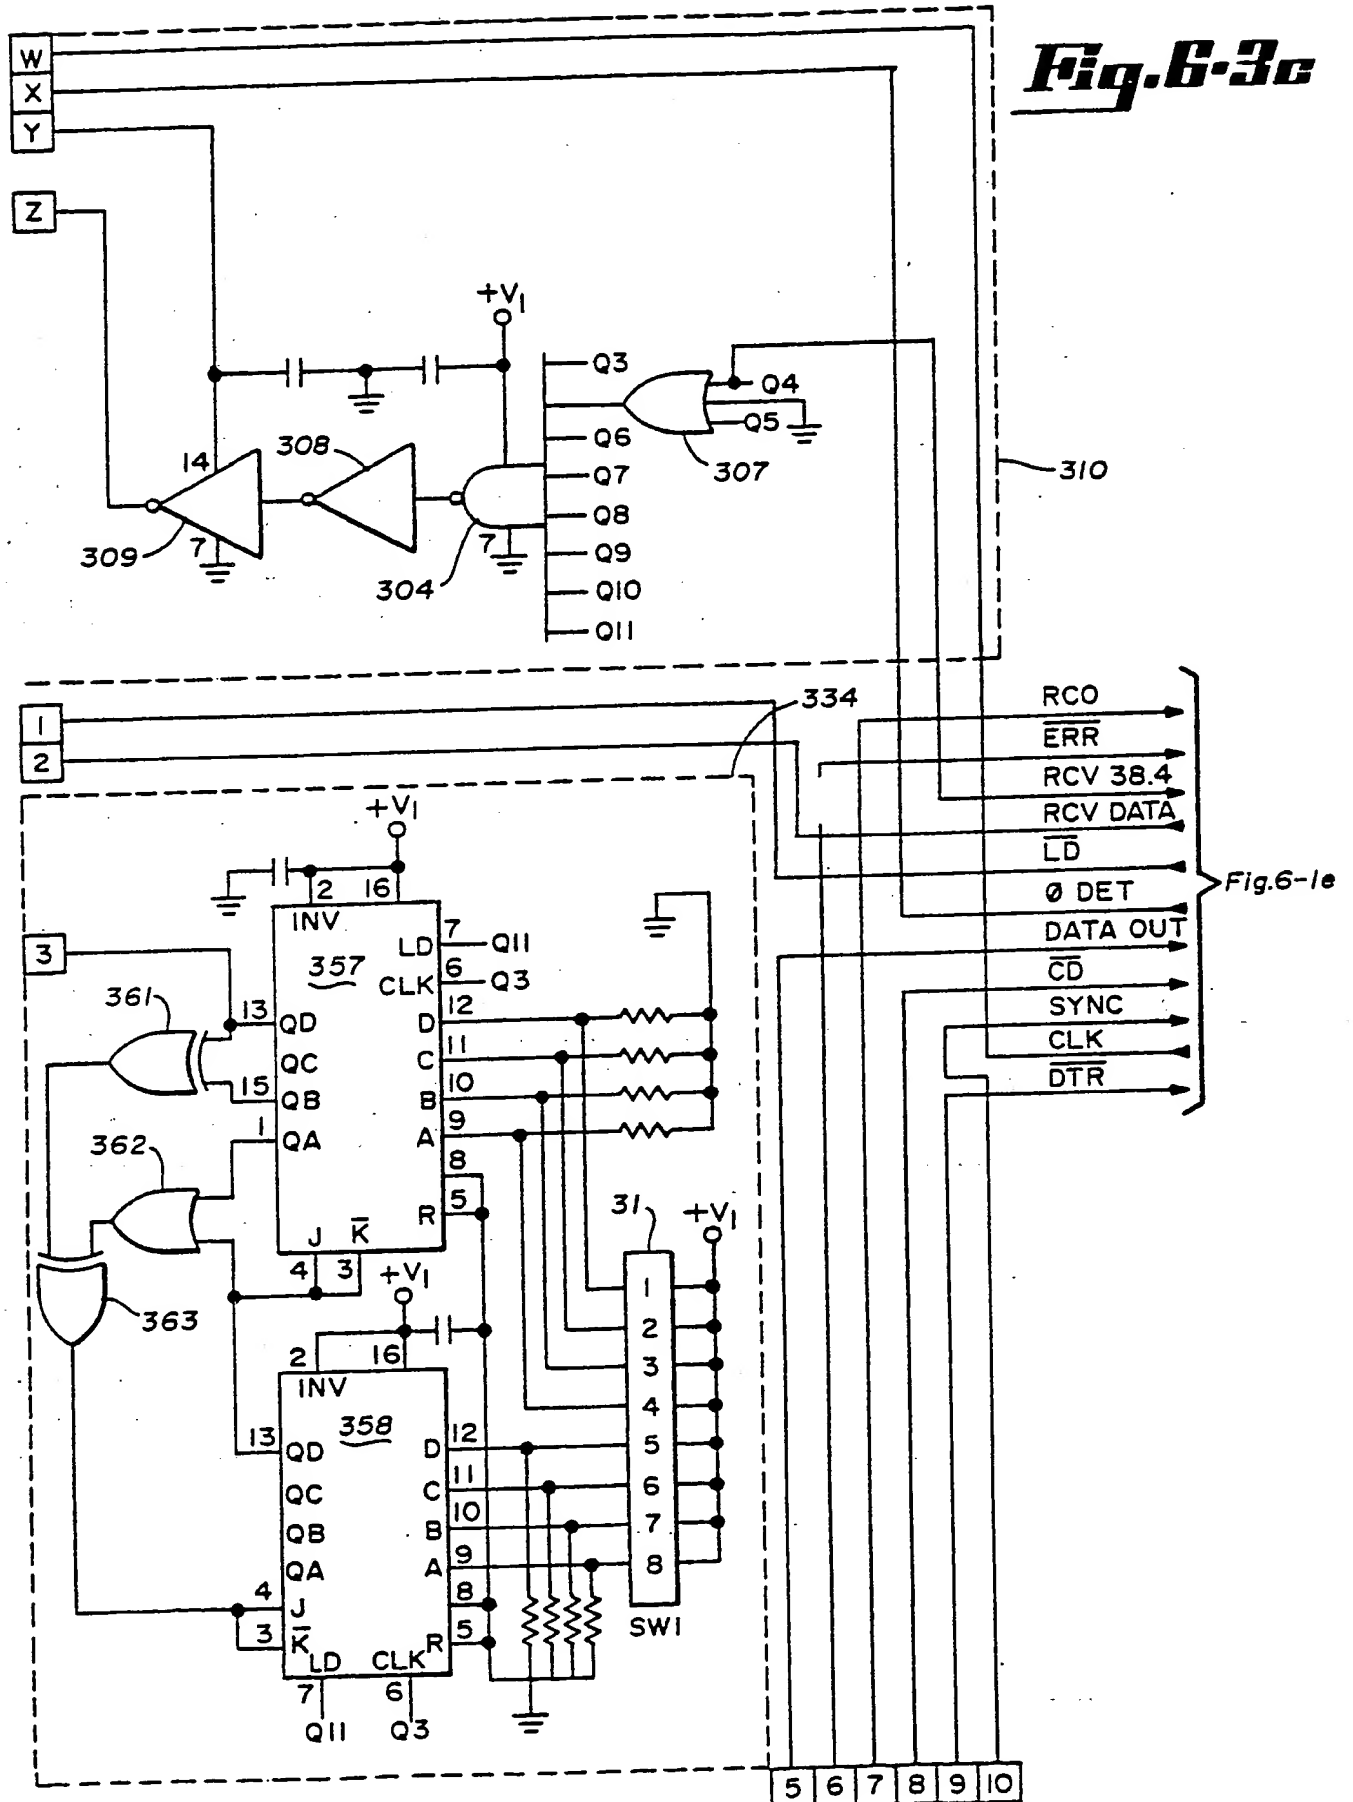 Fig.6-3c
W
X
Y
Z
+V1
Q3
Q4
Q5
Q6
Q7
Q8
Q9
Q10
Q11
307
310
14
308
309
7
304
7
334
1
2
RCO
ERR
RCV 38.4
RCV DATA
LD
Ø DET
DATA OUT
CD
SYNC
CLK
DTR
Fig.6-1e
+V1
2 16
INV
357
LD 7 Q11
CLK 6 Q3
3
361
13 QD
QC
15 QB
1 QA
D 12
C 11
B 10
A 9
8
R 5
362
J K
4 3
363
31
+V1
1
2
3
4
5
6
7
8
SW1
+V1
2 16
INV
358
13 QD
QC
QB
QA
4 J
3 K
D 12
C 11
B 10
A 9
8
R 5
LD CLK
7 6
Q11 Q3
5 6 7 8 9 10